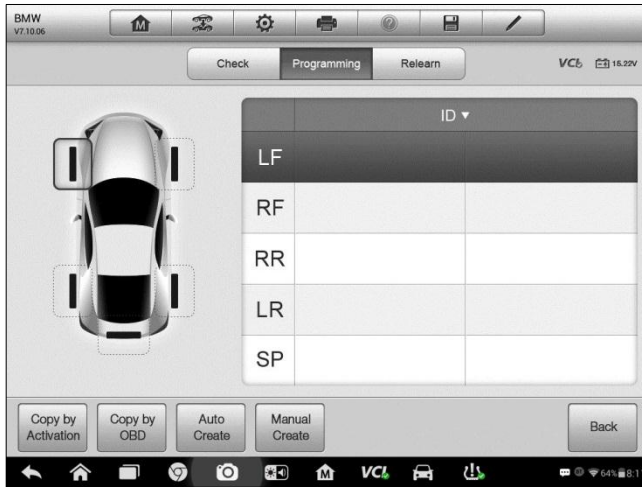 BMW
V7.10.06
M
Check
Programming
Relearn
VCI
15.22V
ID ▼
LF
RF
RR
LR
SP
Copy by
Activation
Copy by
OBD
Auto
Create
Manual
Create
Back
M
VCI
64%